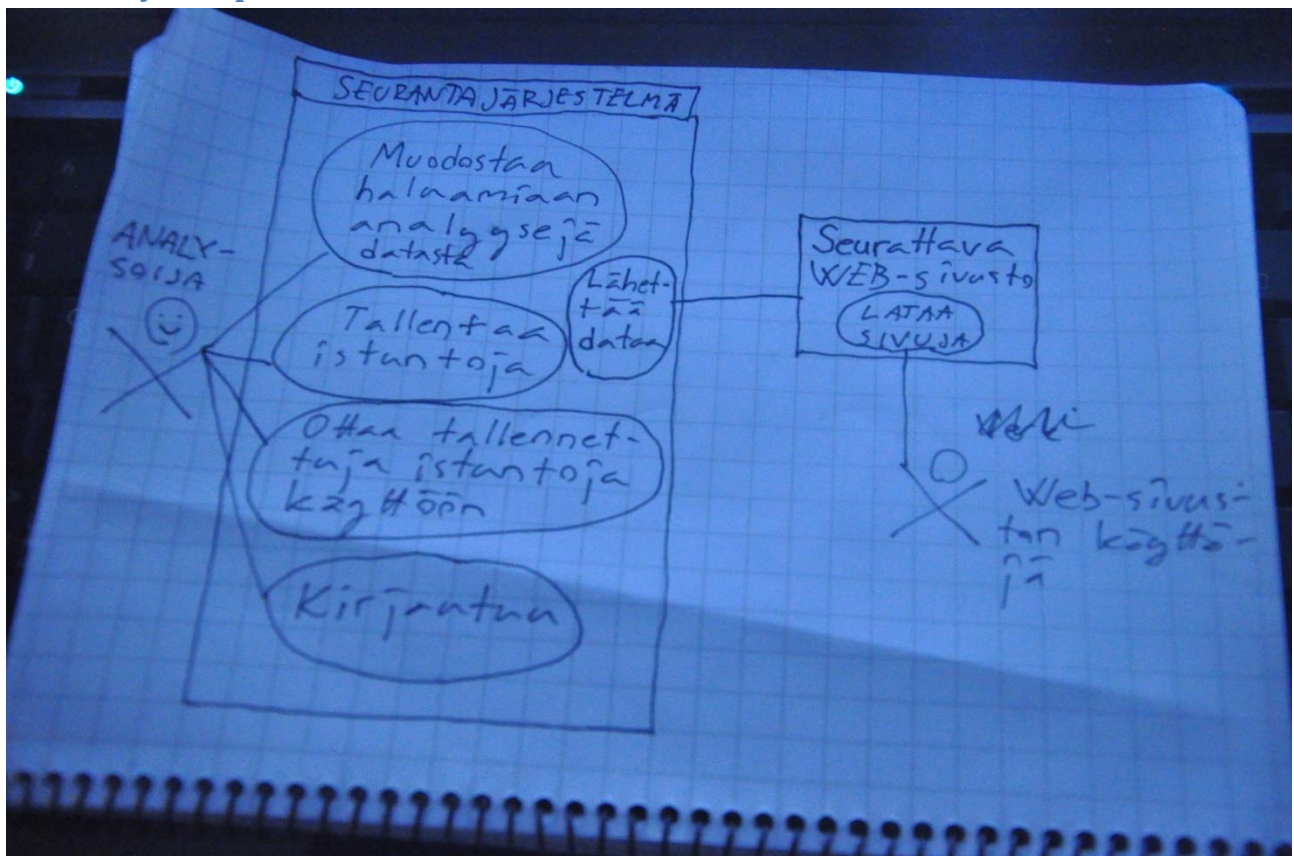 SEURANTAJÄRJESTELMÄ
Muodostaa
haluamiaan
analyysejä
datasta
ANALY-
SOIJA
Tallentaa
istuntoja
Lähet-
tää
dataa
Ottaa tallennet-
tuja istuntoja
käyttöön
Kirjautuu
Seurattava
WEB-sivusto
LATAA
SIVUJA
Web-sivus-
ton käyttä-
jä